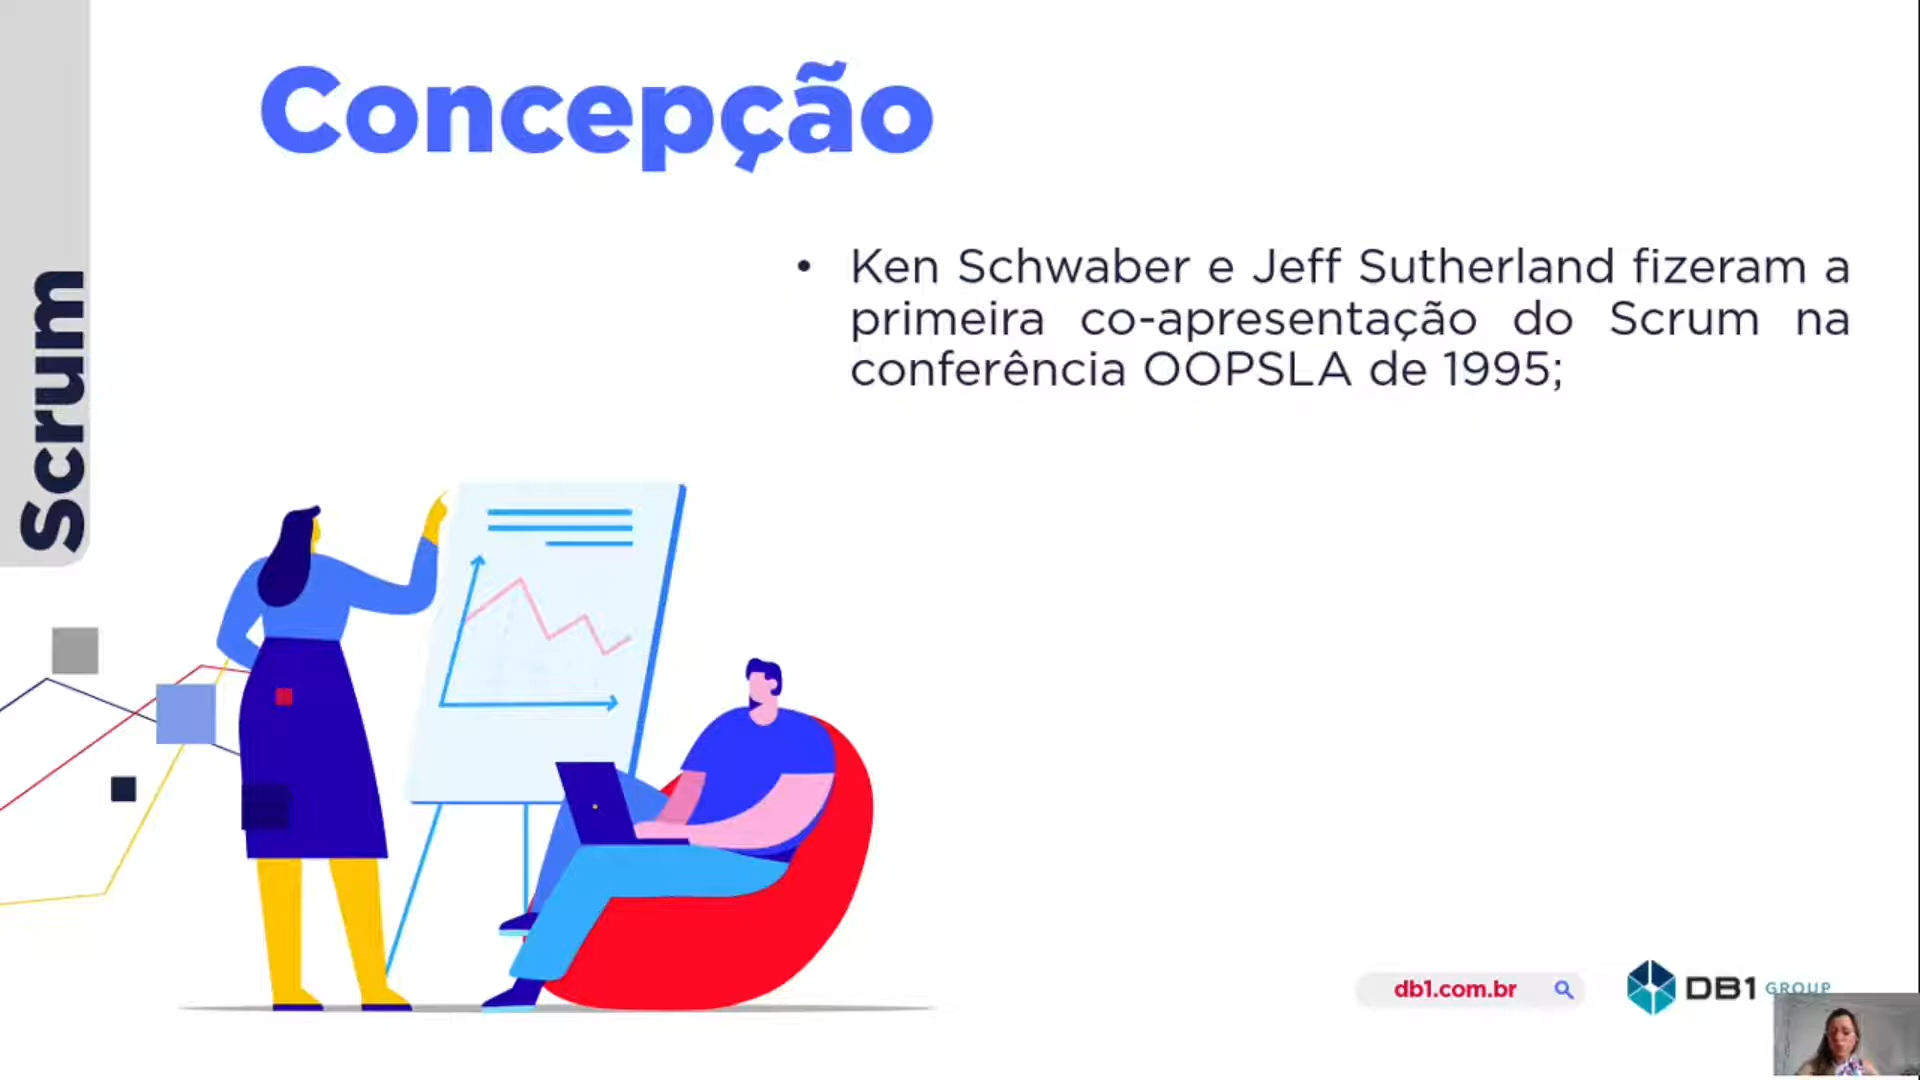 Concepção
Scrum
• Ken Schwaber e Jeff Sutherland fizeram a
primeira co-apresentação do Scrum na
conferência OOPSLA de 1995;
db1.com.br
DB1 GROUP